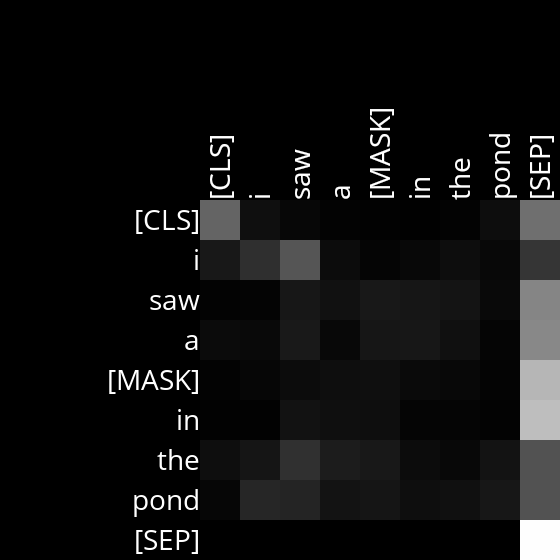 [CLS] i saw a [MASK] in the pond [SEP]
[CLS]
i
saw
a
[MASK]
in
the
pond
[SEP]